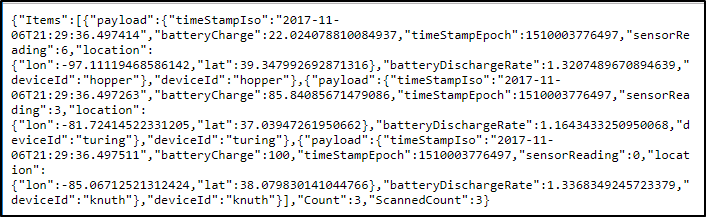 {"Items":[{"payload":{"timeStampIso":"2017-11-
06T21:29:36.497414","batteryCharge":22.024078810084937,"timeStampEpoch":1510003776497,"sensorRe
ading":6,"location":
{"lon":-97.11119468586142,"lat":39.347992692871316},"batteryDischargeRate":1.3207489670894639,"
deviceId":"hopper"},"deviceId":"hopper"},{"payload":{"timeStampIso":"2017-11-
06T21:29:36.497263","batteryCharge":85.84085671479086,"timeStampEpoch":1510003776497,"sensorRea
ding":3,"location":
{"lon":-81.72414522331205,"lat":37.03947261950662},"batteryDischargeRate":1.1643433250950068,"d
eviceId":"turing"},"deviceId":"turing"},{"payload":{"timeStampIso":"2017-11-
06T21:29:36.497511","batteryCharge":100,"timeStampEpoch":1510003776497,"sensorReading":0,"locat
ion":
{"lon":-85.06712521312424,"lat":38.079830141044766},"batteryDischargeRate":1.3368349245723379,"
deviceId":"knuth"},"deviceId":"knuth"}],"Count":3,"ScannedCount":3}